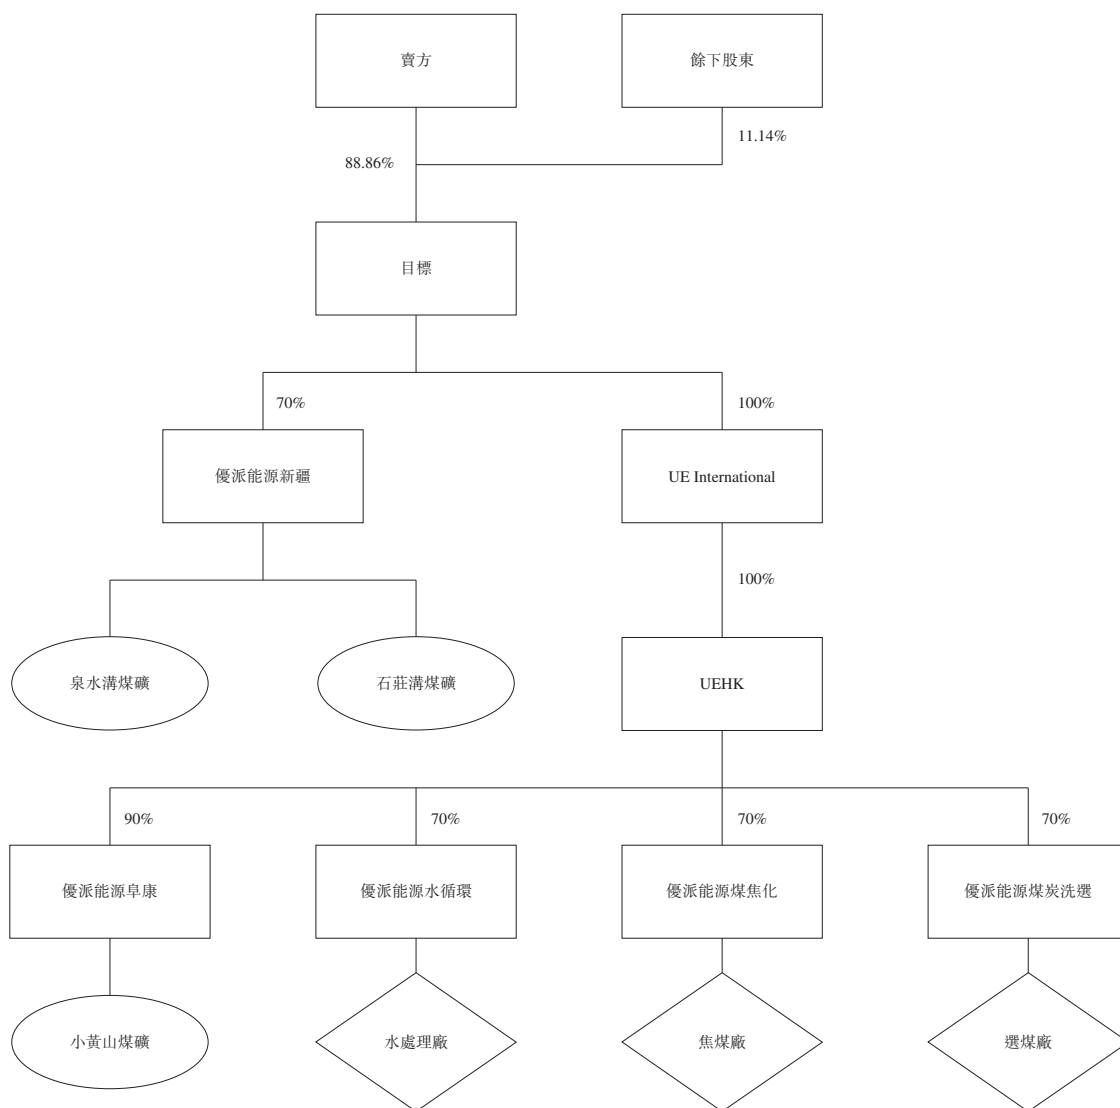 賣方
餘下股東
11.14%
88.86%
目標
70%
100%
優派能源新疆
UE International
100%
泉水溝煤礦
石莊溝煤礦
UEHK
90%
70%
70%
70%
優派能源阜康
優派能源水循環
優派能源煤焦化
優派能源煤炭洗選
小黃山煤礦
水處理廠
焦煤廠
選煤廠